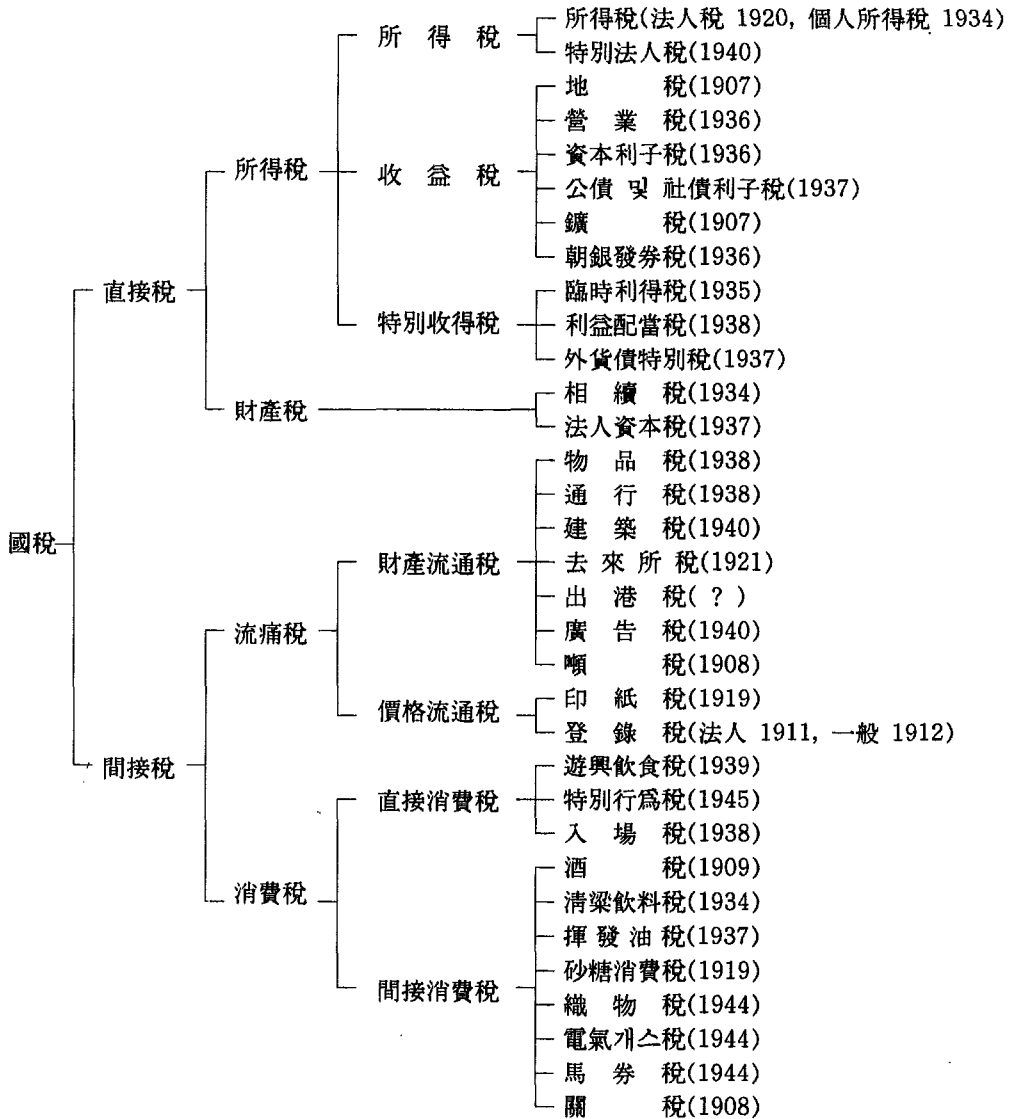 所得稅(法人稅 1920, 個人所得稅 1934)
所得稅
特別法人稅(1940)
地 稅(1907)
營業稅(1936)
資本利子稅(1936)
所得稅
收益稅
公債 및 社債利子稅(1937)
鑛 稅(1907)
朝銀發券稅(1936)
直接稅
臨時利得稅(1935)
特別收得稅
利益配當稅(1938)
外貨債特別稅(1937)
相續稅(1934)
財產稅
法人資本稅(1937)
物品稅(1938)
通行稅(1938)
建築稅(1940)
國稅
財產流通稅
去來所稅(1921)
出港稅( ? )
廣告稅(1940)
流痛稅
噸 稅(1908)
印紙稅(1919)
價格流通稅
登錄稅(法人 1911, 一般 1912)
間接稅
遊興飮食稅(1939)
直接消費稅
特別行爲稅(1945)
入場稅(1938)
酒 稅(1909)
消費稅
淸粱飮料稅(1934)
揮發油稅(1937)
砂糖消費稅(1919)
間接消費稅
織物稅(1944)
電氣개스稅(1944)
馬券稅(1944)
關 稅(1908)